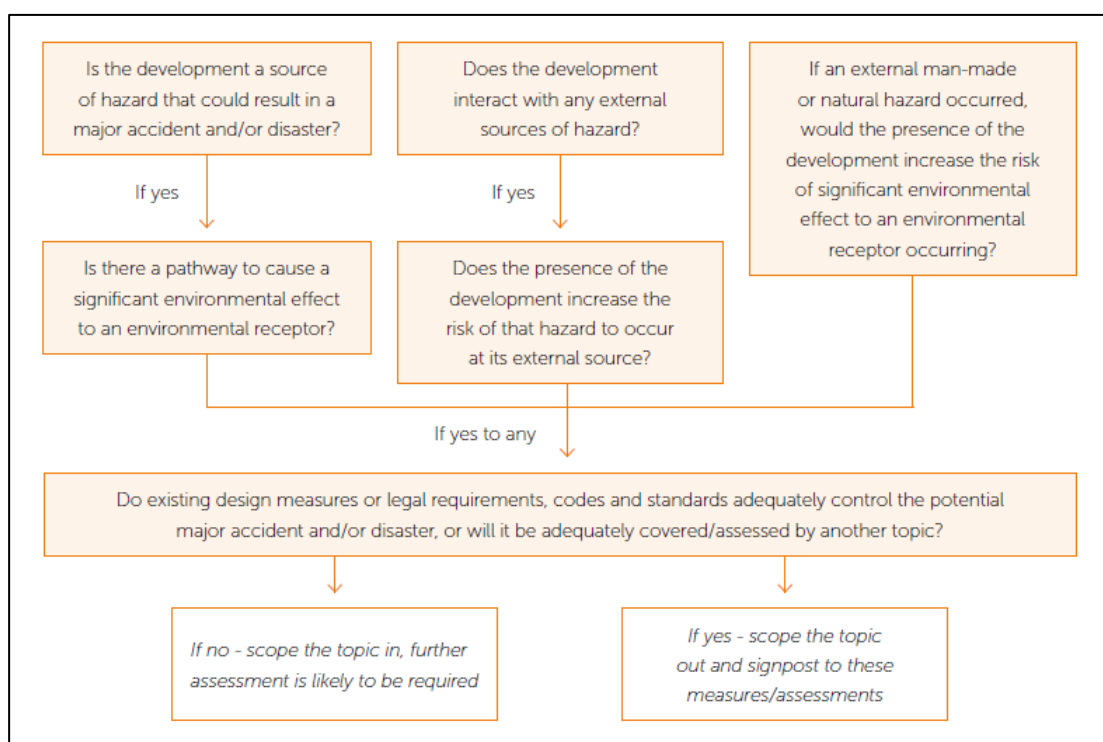 Is the development a source
of hazard that could result in a
major accident and/or disaster?
Does the development
interact with any external
sources of hazard?
If an external man-made
or natural hazard occurred,
would the presence of the
development increase the risk
of significant environmental
effect to an environmental
receptor occurring?
If yes
If yes
Is there a pathway to cause a
significant environmental effect
to an environmental receptor?
Does the presence of the
development increase the
risk of that hazard to occur
at its external source?
If yes to any
Do existing design measures or legal requirements, codes and standards adequately control the potential
major accident and/or disaster, or will it be adequately covered/assessed by another topic?
If no - scope the topic in, further
assessment is likely to be required
If yes - scope the topic
out and signpost to these
measures/assessments